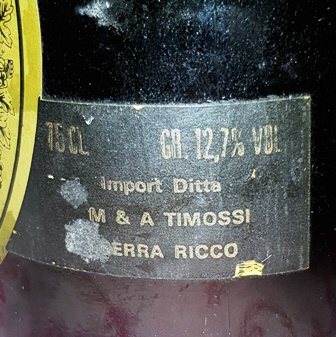 75 CL. GR. 12,7% VOL
Import Ditta
M & A TIMOSSI
ERRA RICCO